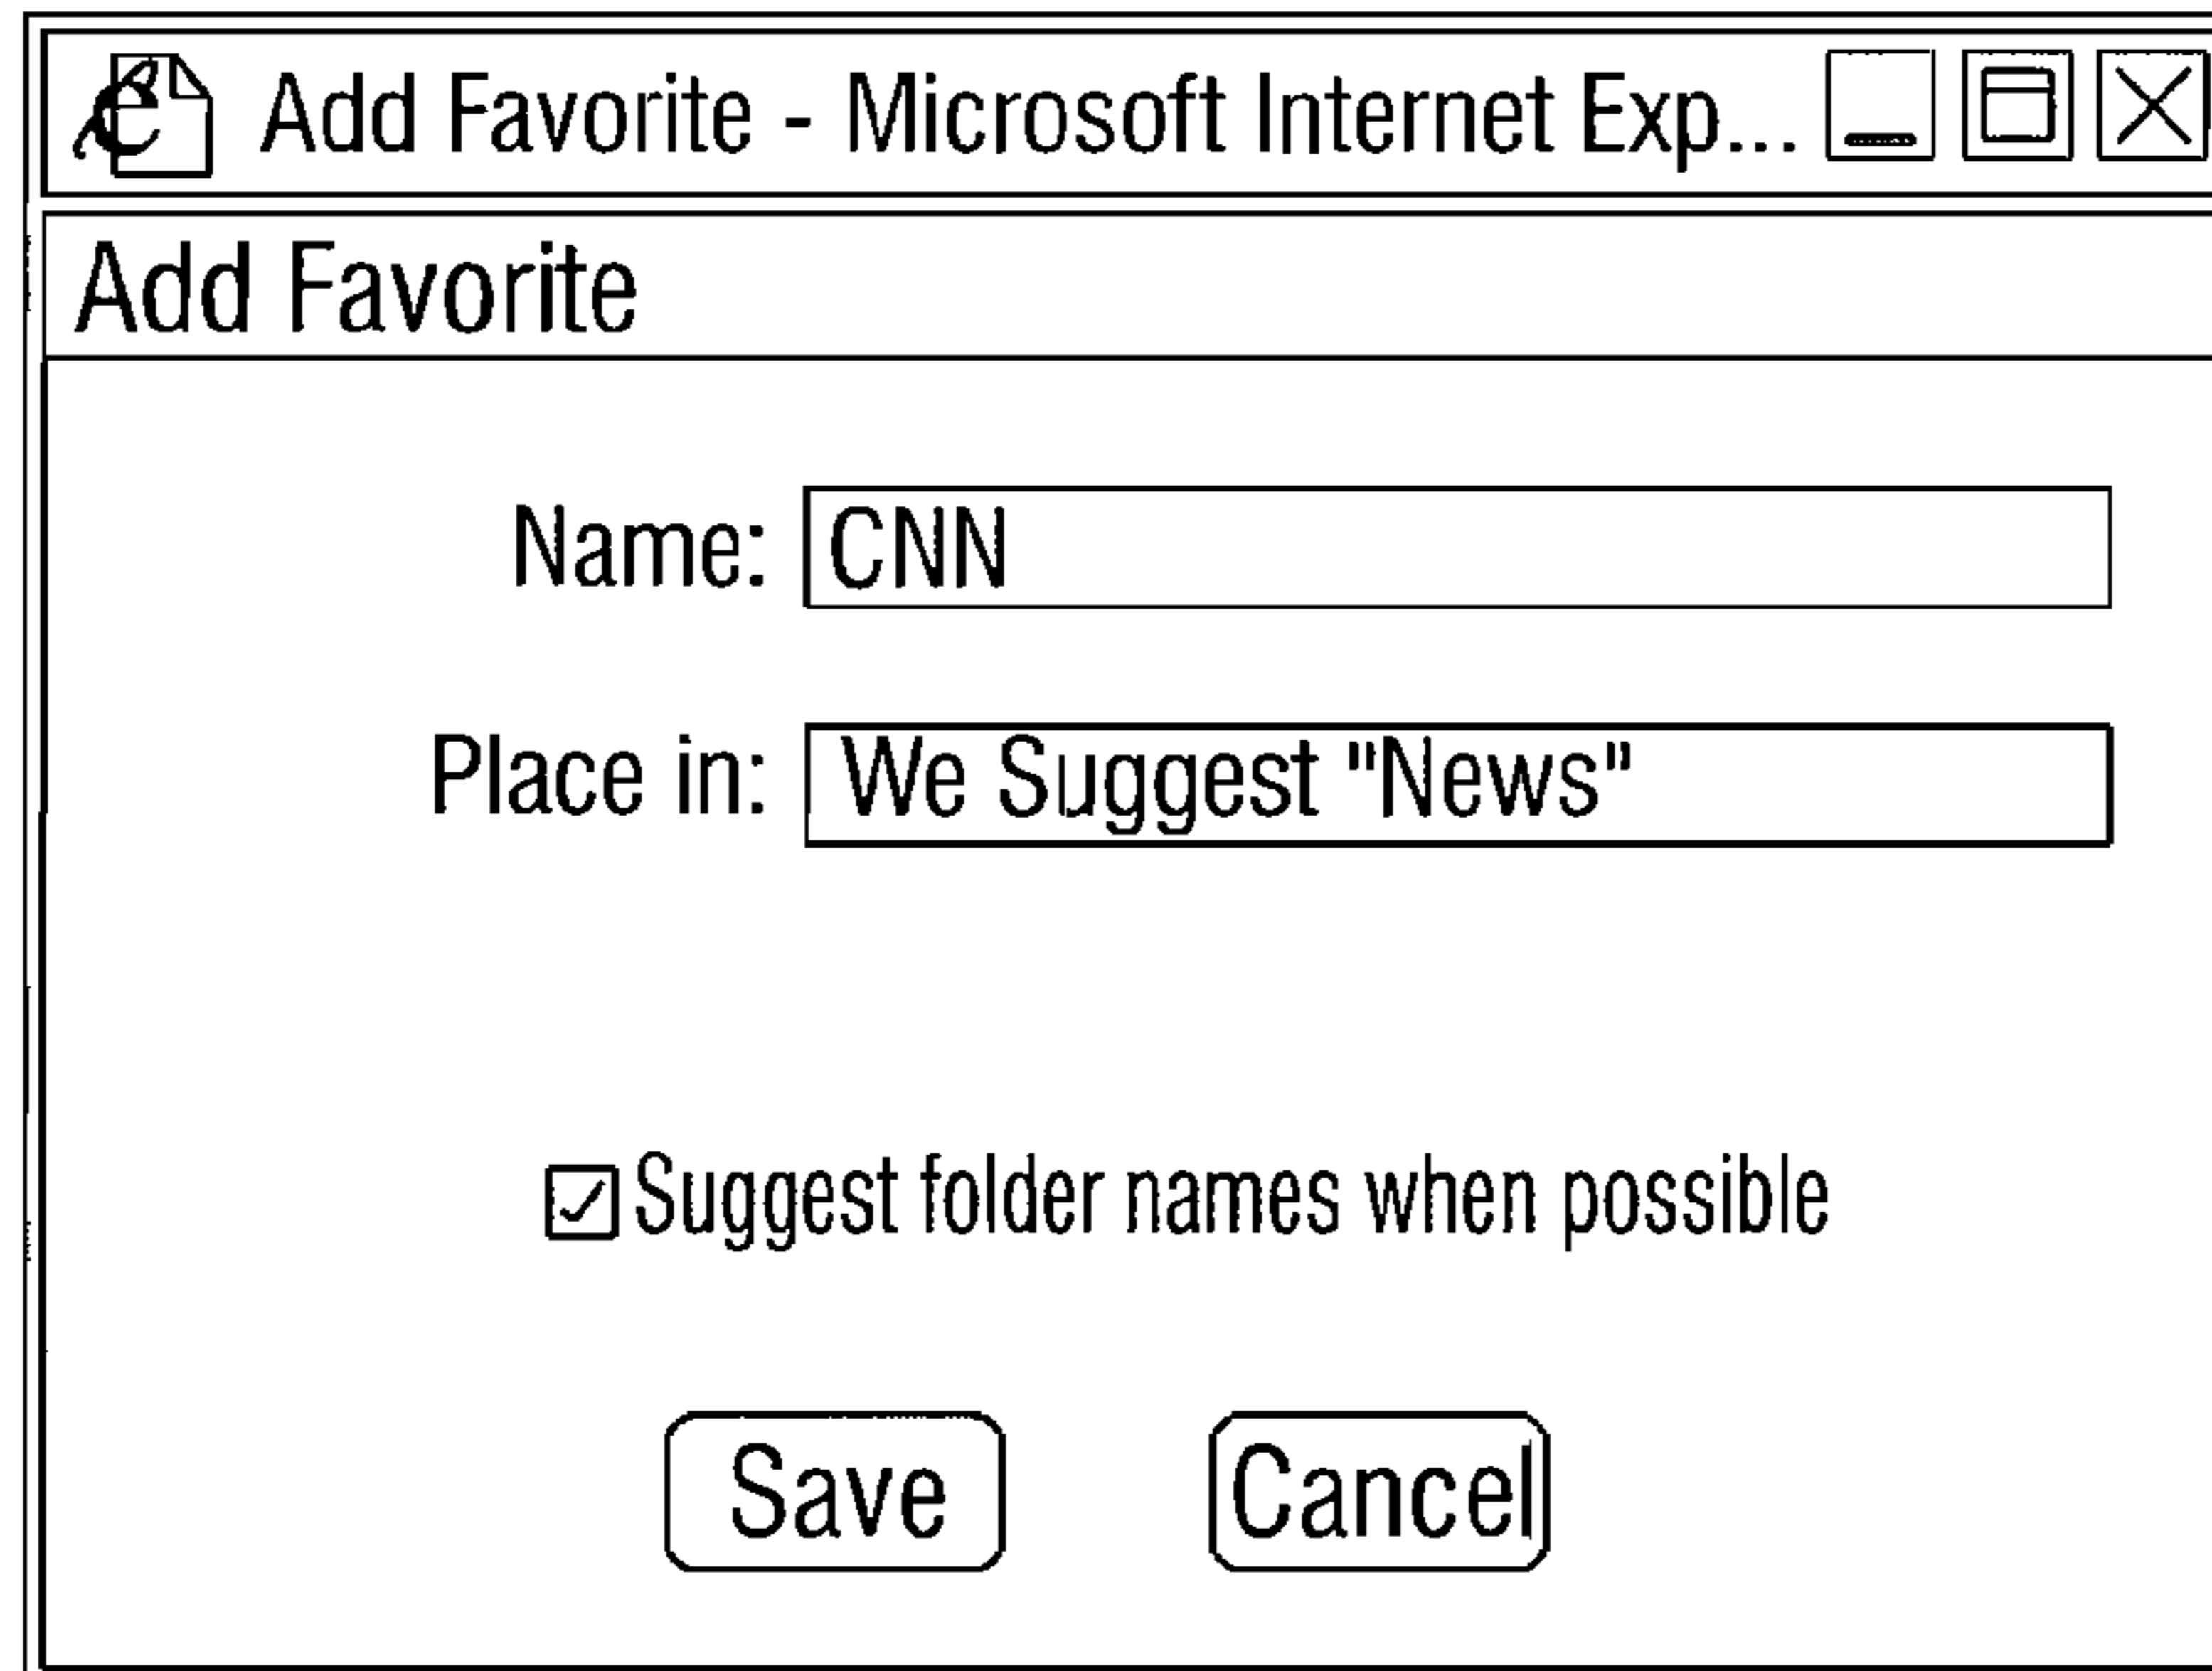 Add Favorite - Microsoft Internet Exp...
Add Favorite
Name: CNN
Place in: We Suggest "News"
Suggest folder names when possible
Save Cancel